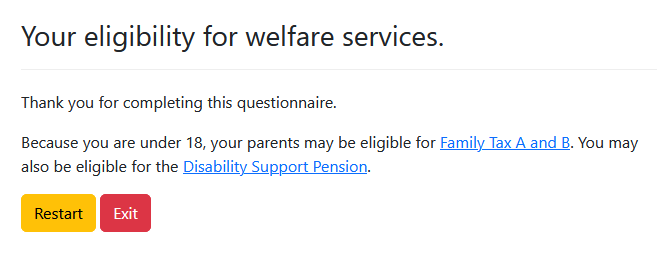 Your eligibility for welfare services.
Thank you for completing this questionnaire.
Because you are under 18, your parents may be eligible for Family Tax A and B. You may
also be eligible for the Disability Support Pension.
Restart Exit